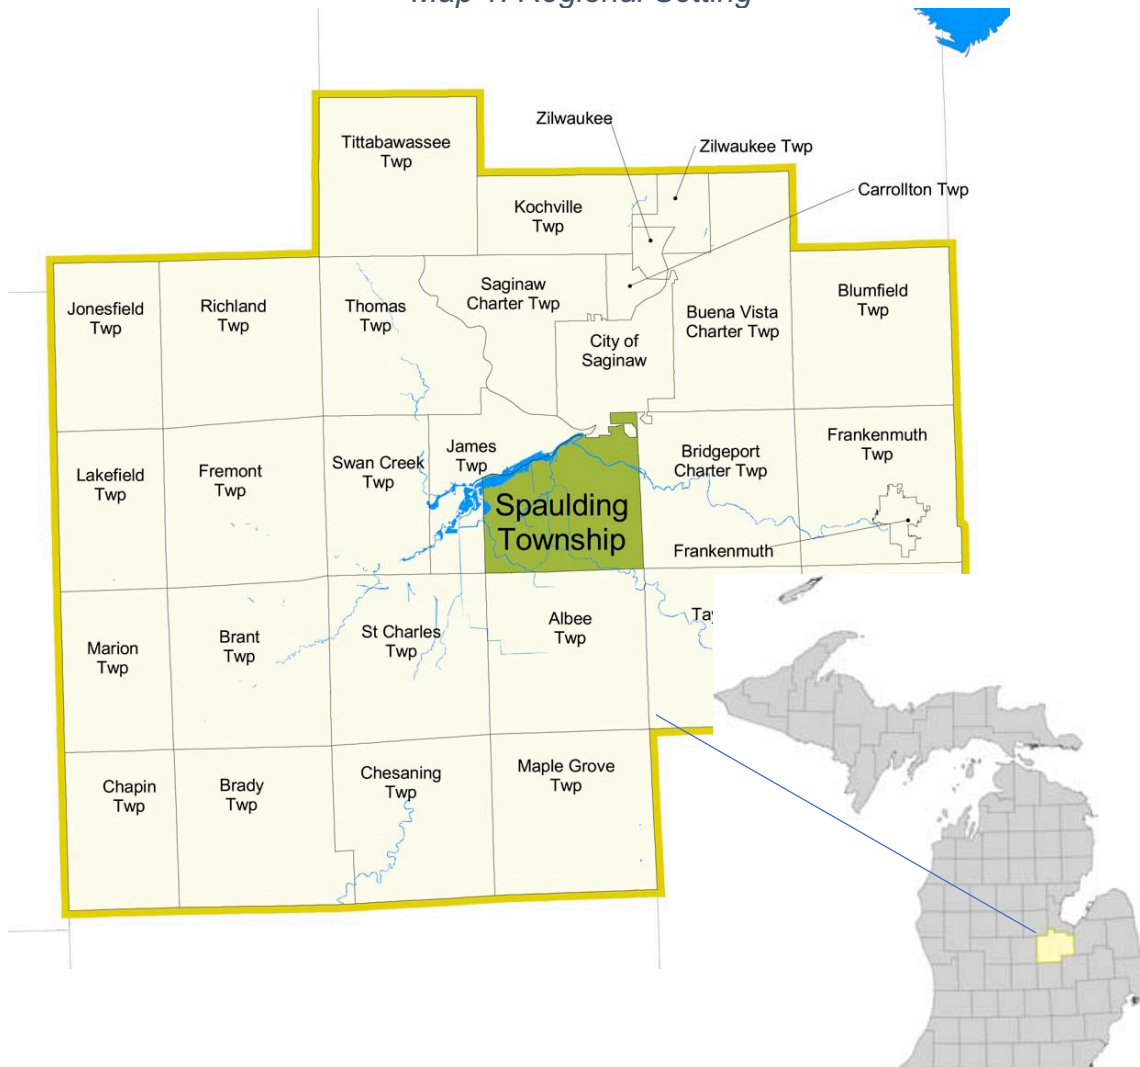 Regional Setting
Zilwaukee
Tittabawassee
Twp
Zilwaukee Twp
Carrollton Twp
Kochville
Twp
Saginaw
Charter Twp
Blumfield
Twp
Jonesfield
Twp
Richland
Twp
Thomas
Twp
Buena Vista
Charter Twp
City of
Saginaw
Frankenmuth
Twp
James
Twp
Bridgeport
Charter Twp
Lakefield
Twp
Fremont
Twp
Swan Creek
Twp
Spaulding
Township
Frankenmuth
Albee
Twp
Tay
Marion
Twp
Brant
Twp
St Charles
Twp
Maple Grove
Twp
Chapin
Twp
Brady
Twp
Chesaning
Twp